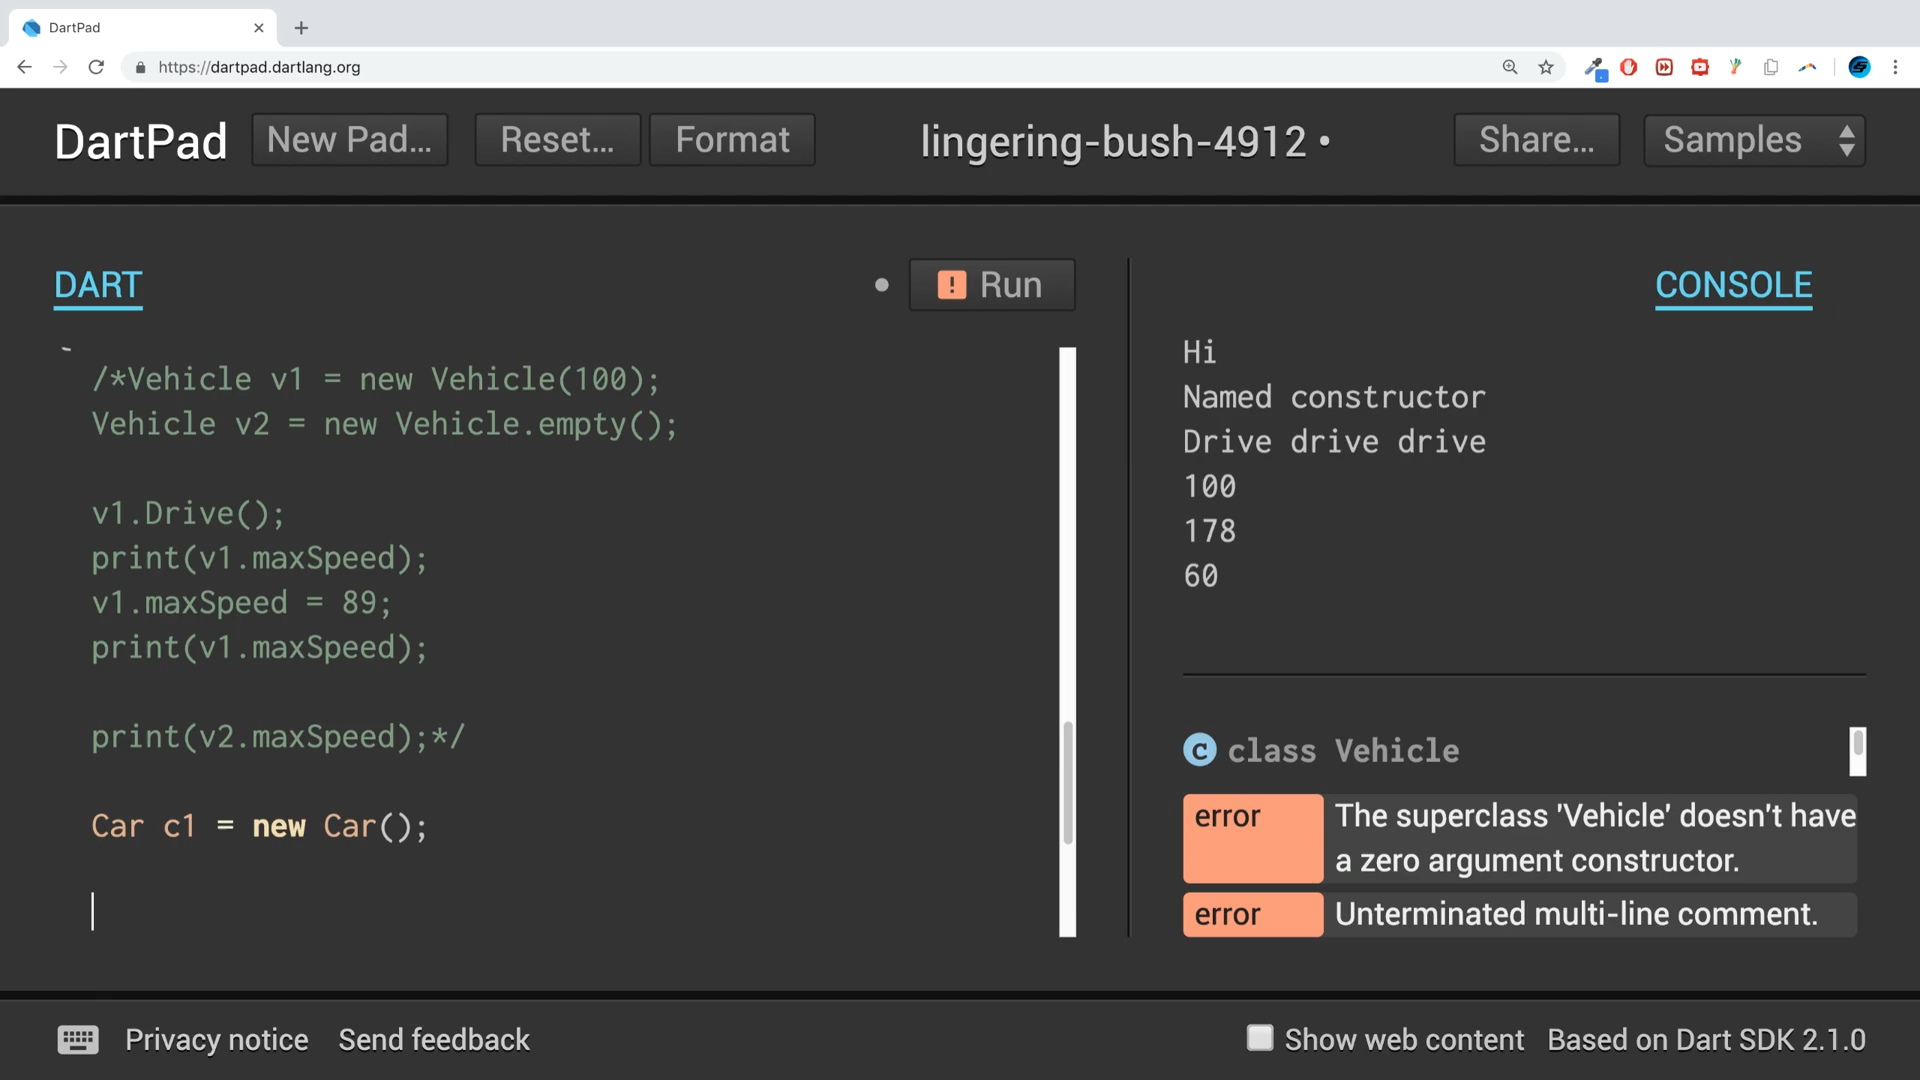 DartPad
https://dartpad.dartlang.org
DartPad
New Pad...
Reset...
Format
lingering-bush-4912 •
Share...
Samples
DART
! Run
CONSOLE
/*Vehicle v1 = new Vehicle(100);
Vehicle v2 = new Vehicle.empty();
v1.Drive();
print(v1.maxSpeed);
v1.maxSpeed = 89;
print(v1.maxSpeed);
print(v2.maxSpeed);*/
Car c1 = new Car();
Hi
Named constructor
Drive drive drive
100
178
60
C class Vehicle
error The superclass 'Vehicle' doesn't have
a zero argument constructor.
error Unterminated multi-line comment.
Privacy notice
Send feedback
Show web content
Based on Dart SDK 2.1.0